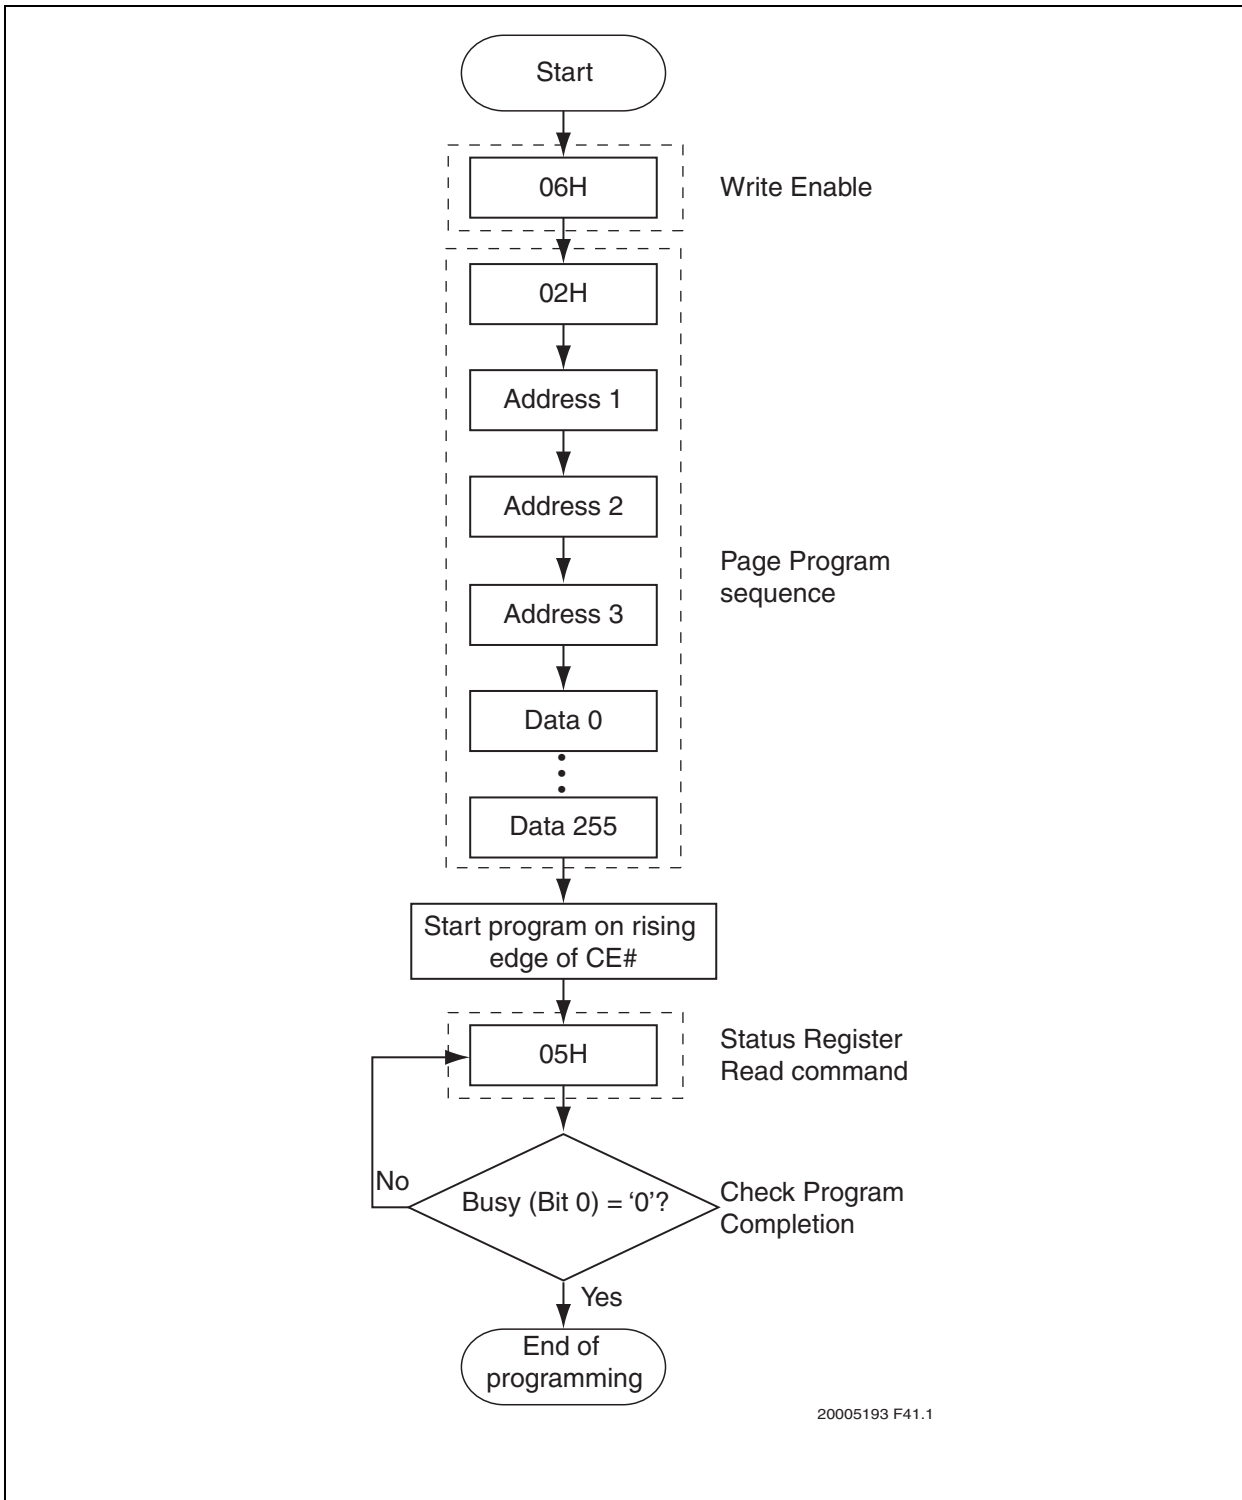 Start
06H
Write Enable
02H
Address 1
Address 2
Address 3
Page Program
sequence
Data 0
Data 255
Start program on rising
edge of CE#
05H
Status Register
Read command
No
Busy (Bit 0) = ‘0’?
Check Program
Completion
Yes
End of
programming
20005193 F41.1